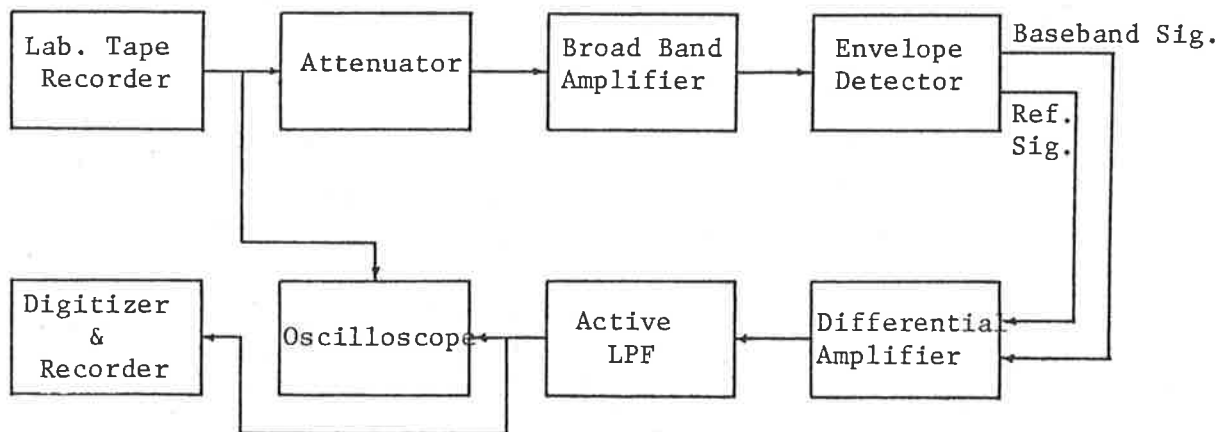 Lab. Tape
Recorder
Attenuator
Broad Band
Amplifier
Envelope
Detector
Baseband Sig.
Ref.
Sig.
Digitizer
&
Recorder
Oscilloscope
Active
LPF
Differential
Amplifier